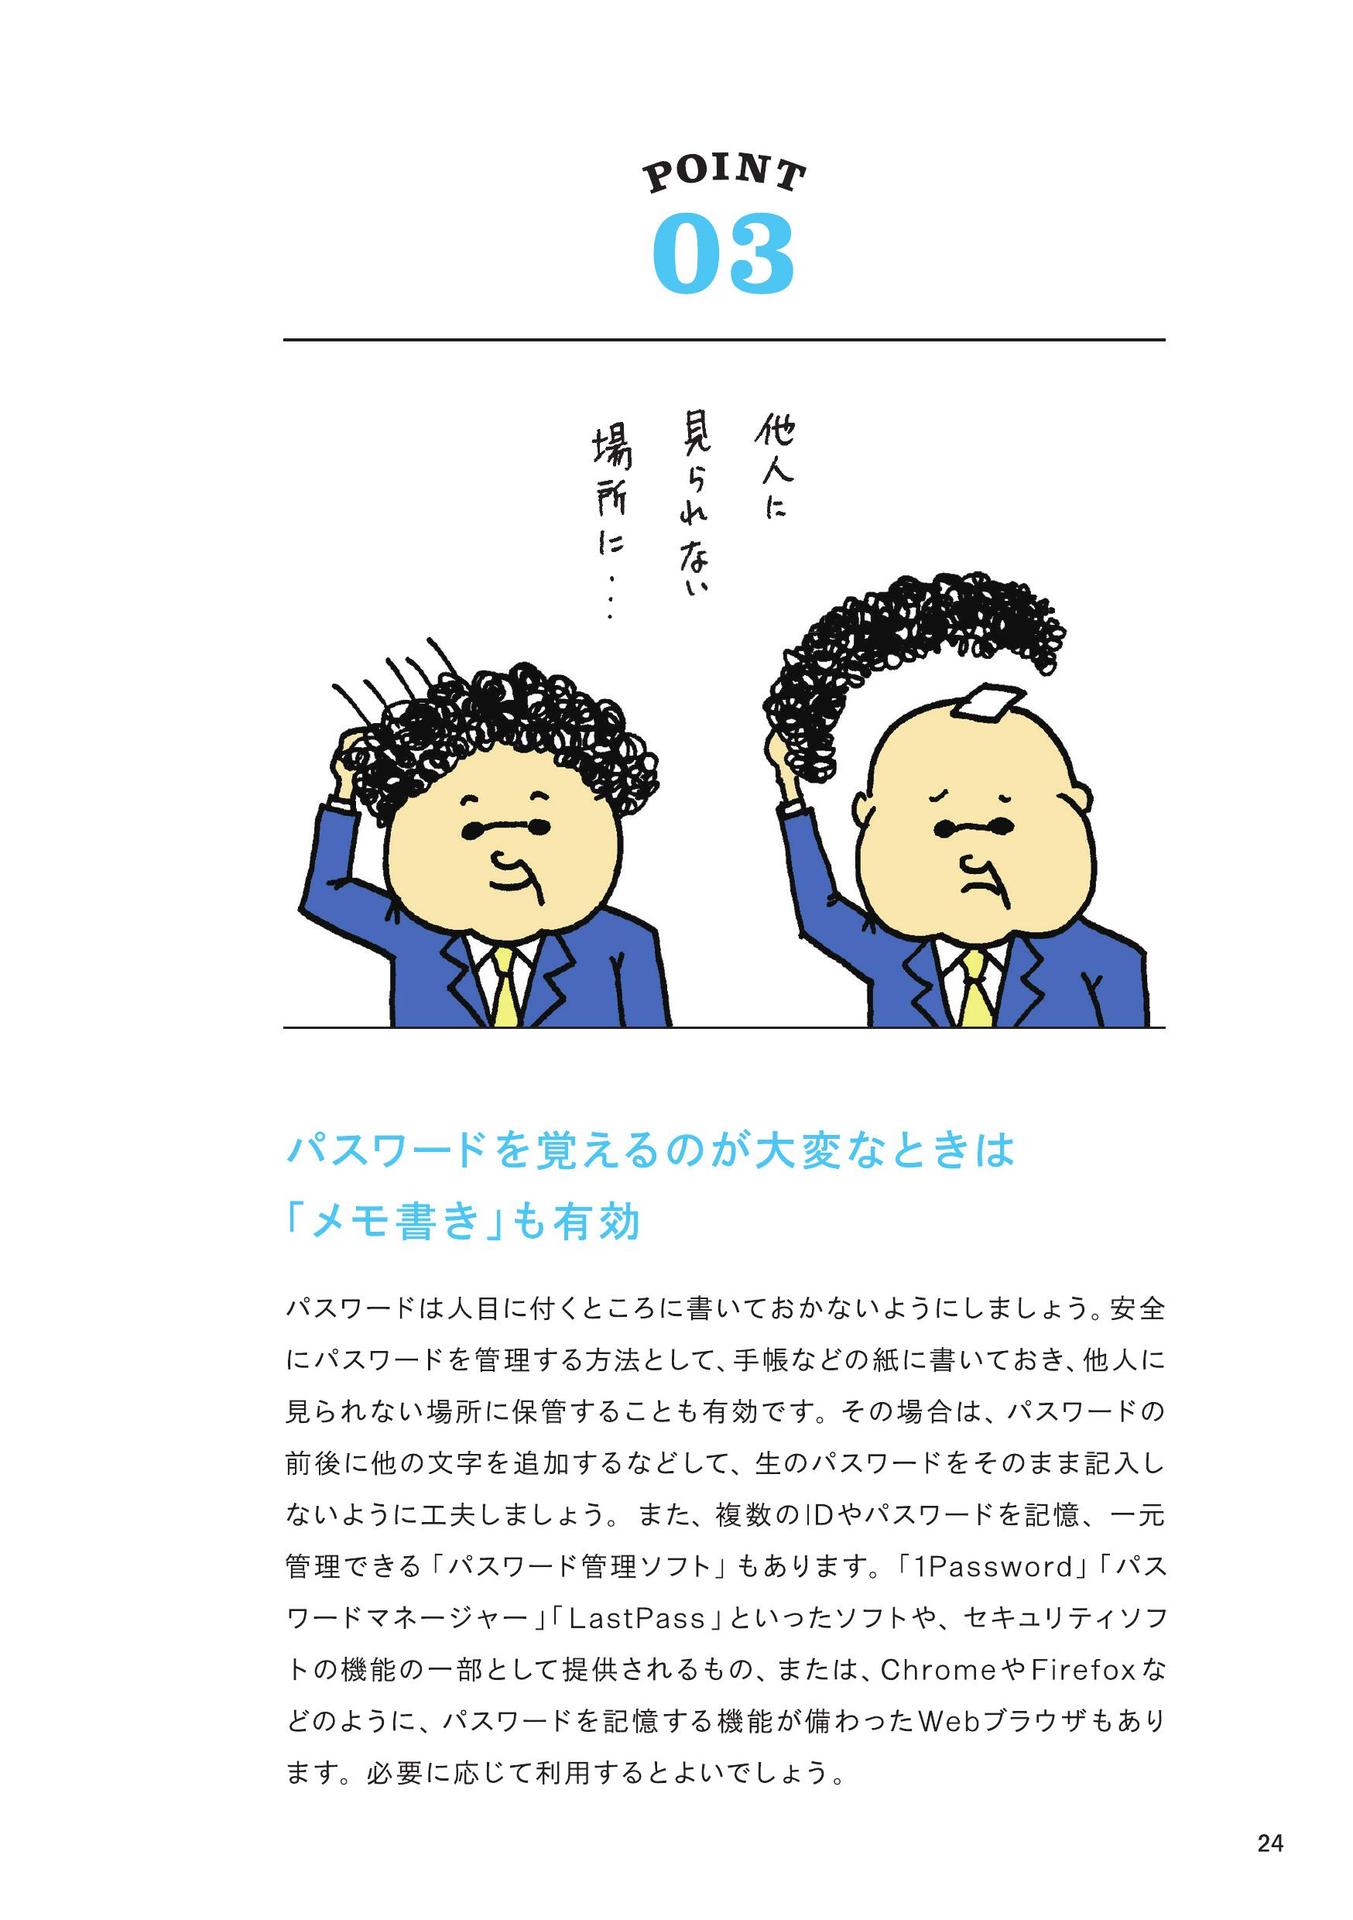 POINT
03
他人に
見られない
場所に…
パスワードを覚えるのが大変なときは
「メモ書き」も有効
パスワードは人目に付くところに書いておかないようにしましょう。安全
にパスワードを管理する方法として、手帳などの紙に書いておき、他人に
見られない場所に保管することも有効です。その場合は、パスワードの
前後に他の文字を追加するなどして、生のパスワードをそのまま記入し
ないように工夫しましょう。また、複数のIDやパスワードを記憶、一元
管理できる「パスワード管理ソフト」もあります。「1Password」「パス
ワードマネージャー」「LastPass」といったソフトや、セキュリティソフ
トの機能の一部として提供されるもの、または、ChromeやFirefoxな
どのように、パスワードを記憶する機能が備わったWebブラウザもあり
ます。必要に応じて利用するとよいでしょう。
24